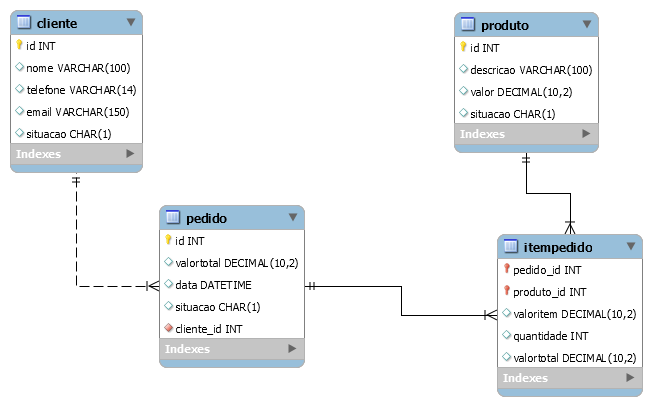 cliente
id INT
nome VARCHAR(100)
telefone VARCHAR(14)
email VARCHAR(150)
situacao CHAR(1)
Indexes
produto
id INT
descricao VARCHAR(100)
valor DECIMAL(10,2)
situacao CHAR(1)
Indexes
pedido
id INT
valortotal DECIMAL(10,2)
data DATETIME
situacao CHAR(1)
cliente_id INT
Indexes
itempedido
pedido_id INT
produto_id INT
valoritem DECIMAL(10,2)
quantidade INT
valortotal DECIMAL(10,2)
Indexes